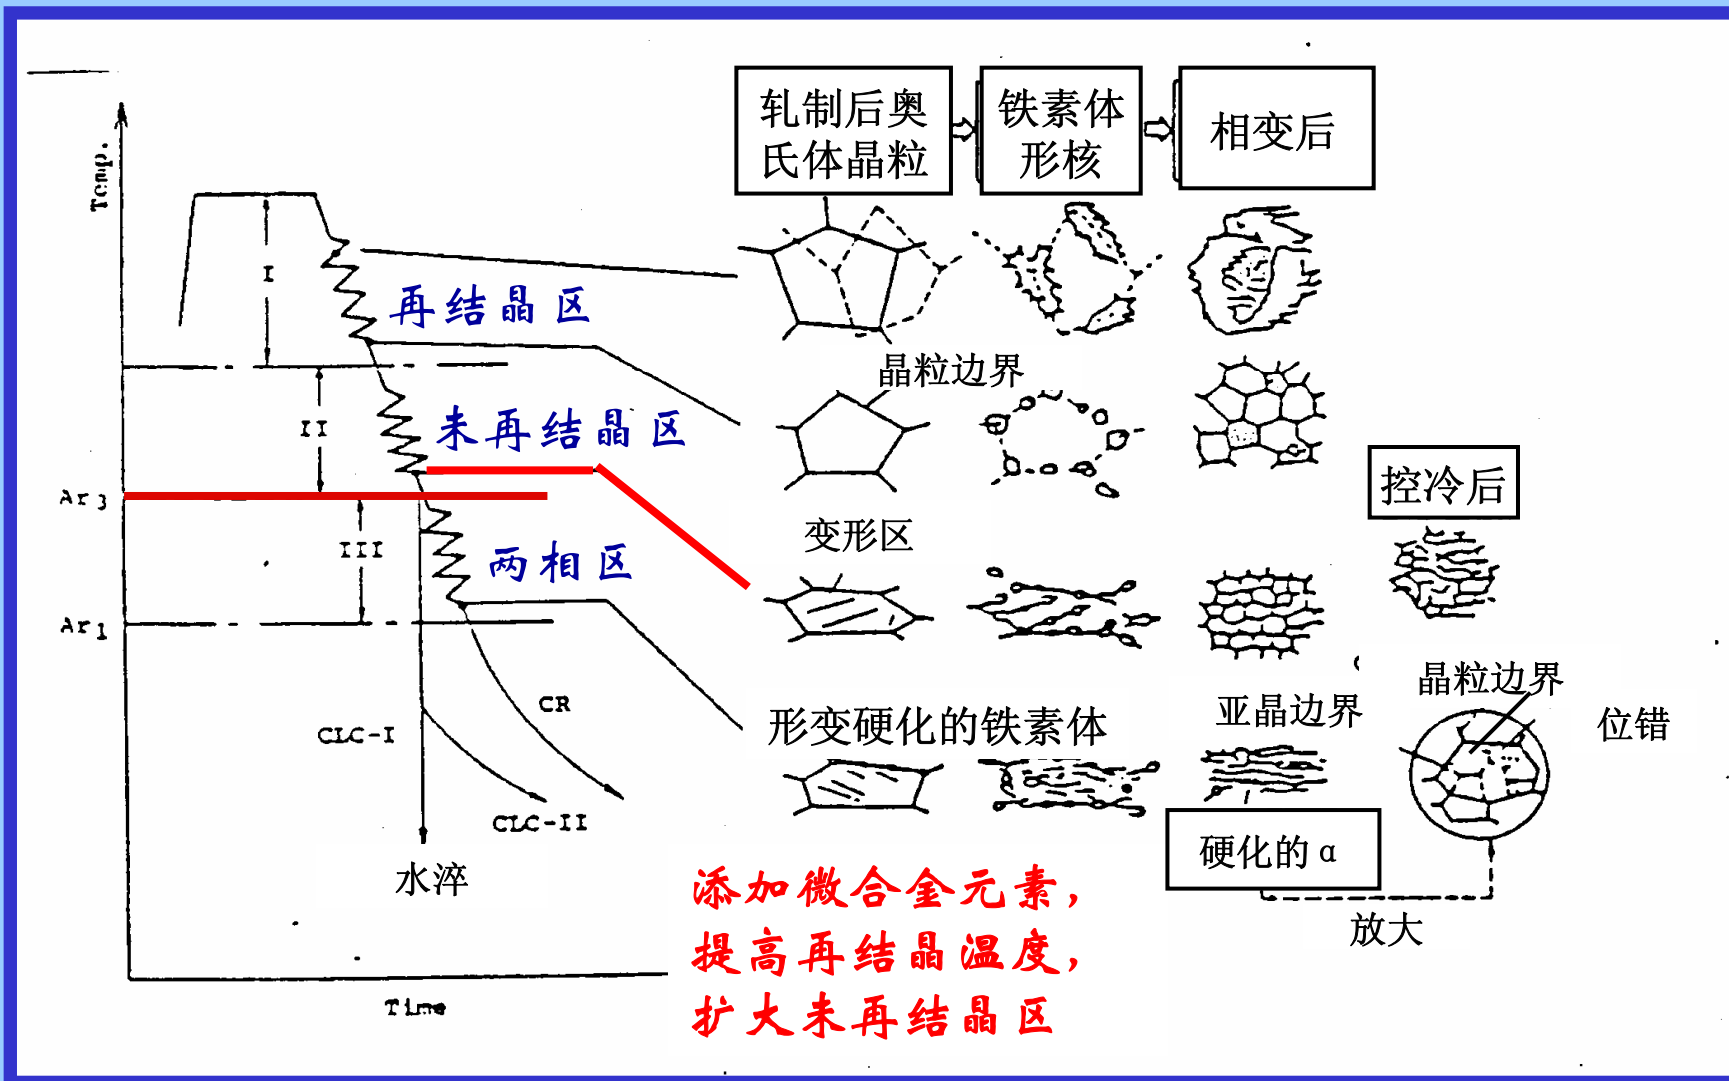 轧制后奥
氏体晶粒
铁素体
形核
相变后
Temp.
I
再结晶区
晶粒边界
II
未再结晶区
控冷后
Ar3
变形区
III
两相区
Ar1
晶粒边界
亚晶边界
位错
CR
CLC-I
形变硬化的铁素体
CLC-II
硬化的α
水淬
放大
添加微合金元素，
提高再结晶温度，
扩大未再结晶区
Time